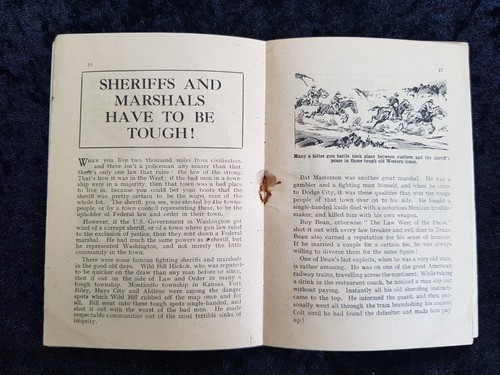 14
SHERIFFS AND
MARSHALS
HAVE TO BE
TOUGH!
WHEN you live two thousand miles from civilisation,
and there isn't a policeman any nearer than that,
there's only one law that rules: the law of the strong.
That's how it was in the West; if the bad men in a town-
ship were in a majority, then that town was a bad place
to live in, because you could bet your boots that the
sheriff was pretty certain to be the worst man of the
whole lot. The sheriff, you see, was elected by the towns-
people, or by a town council representing them, to be the
upholder of Federal law and order in their town.
However, if the U.S. Government in Washington got
wind of a corrupt sheriff, or of a town where gun law ruled
to the exclusion of justice, then they sent down a Federal
marshal. He had much the same powers as a sheriff, but
he represented Washington, and not merely the little
community in the town.
There were some famous fighting sheriffs and marshals
in the good old days. Wild Bill Hickok, who was reputed
to be quicker on the draw than any man before or since,
shot it out on the side of Law and Order in many a
tough township. Monticello township in Kansas, Fort
Riley, Hays City and Abilene were among the danger
spots which Wild Bill rubbed off the map once and for
all. Bill went into these tough spots single-handed, and
shot it out with the worst of the bad men. He made
respectable communities out of the most terrible sinks of
iniquity.
Many a bitter gun battle took place between rustlers and the sheriff's
posse in those tough old Western times.
Bat Masterson was another great marshal. He was a
gambler and a fighting man himself, and when he came
to Dodge City, it was these qualities that won the tough
people of that town over on to his side. He fought a
single-handed knife duel with a notorious Mexican trouble-
maker, and killed him with his own weapon.
Roy Bean, otherwise "The Law West of the Pecos,"
shot it out with every law breaker and evil doer in Texas.
Bean also earned a reputation for his sense of humour.
If he married a couple for a certain fee, he was always
willing to divorce them for the same figure!
One of Bean's last exploits, when he was a very old man,
is rather amusing. He was on one of the great American
railway trains, travelling across the continent. While taking
a drink in the restaurant coach, he noticed a man slip out
without paying. Instantly all his old sheriffing instincts
came to the top. He informed the guard, and then per-
sonally went all through the train brandishing his ancient
Colt until he had found the defaulter and made him pay
up!